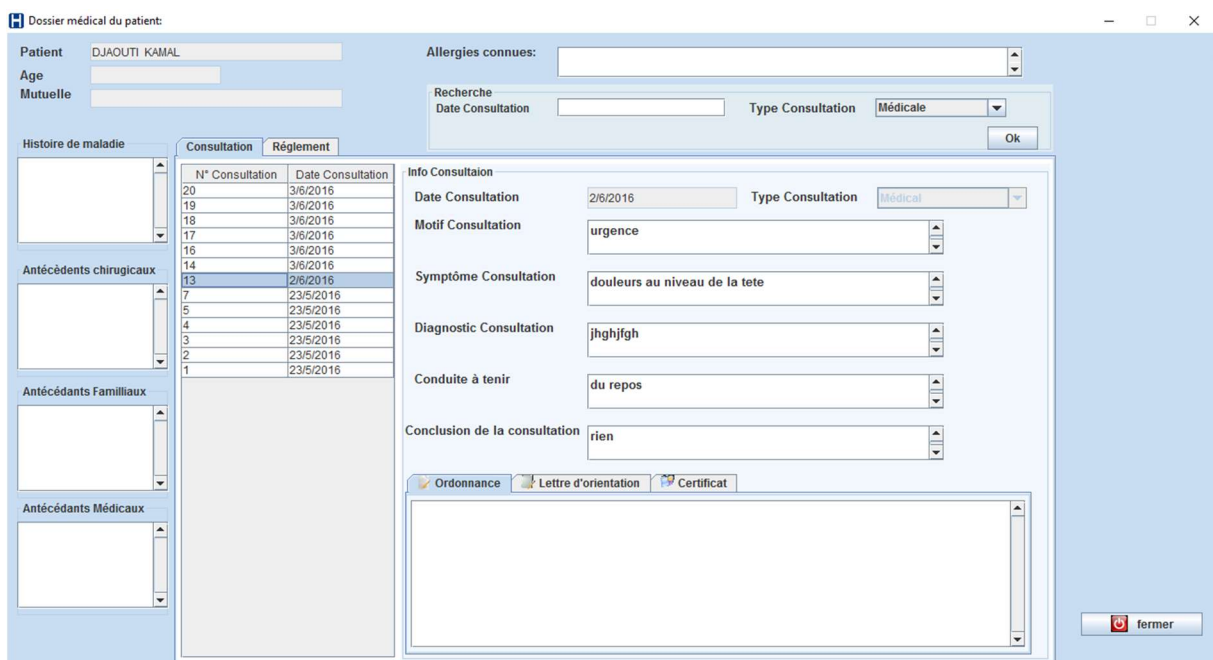 Dossier médical du patient:
Patient DJAOUTI KAMAL
Age
Mutuelle
Allergies connues:
Recherche
Date Consultation Type Consultation Médicale
Ok
Histoire de maladie
Antécèdents chirugicaux
Antécédants Familliaux
Antécédants Médicaux
Consultation Réglement
N° Consultation Date Consultation
20 3/6/2016
19 3/6/2016
18 3/6/2016
17 3/6/2016
16 3/6/2016
14 3/6/2016
13 2/6/2016
7 23/5/2016
5 23/5/2016
4 23/5/2016
3 23/5/2016
2 23/5/2016
1 23/5/2016
Info Consultaion
Date Consultation 2/6/2016 Type Consultation Médical
Motif Consultation urgence
Symptôme Consultation douleurs au niveau de la tete
Diagnostic Consultation jhghjfgh
Conduite à tenir du repos
Conclusion de la consultation rien
Ordonnance Lettre d'orientation Certificat
fermer